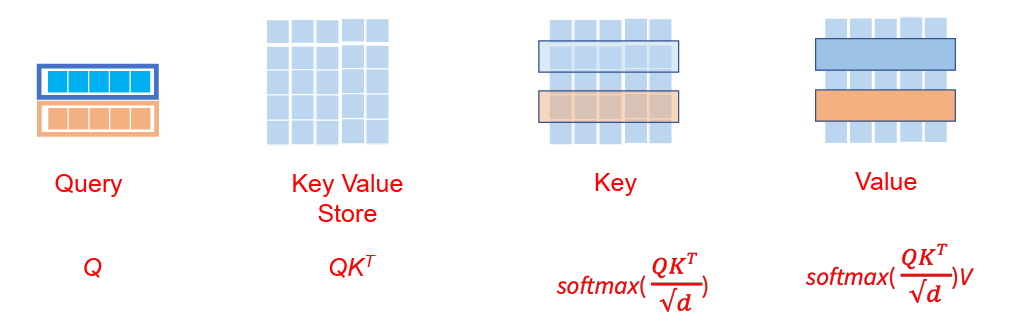 Query
Key Value
Store
Key
Value
Q
QK^T
softmax(QK^T/√d)
softmax(QK^T/√d)V